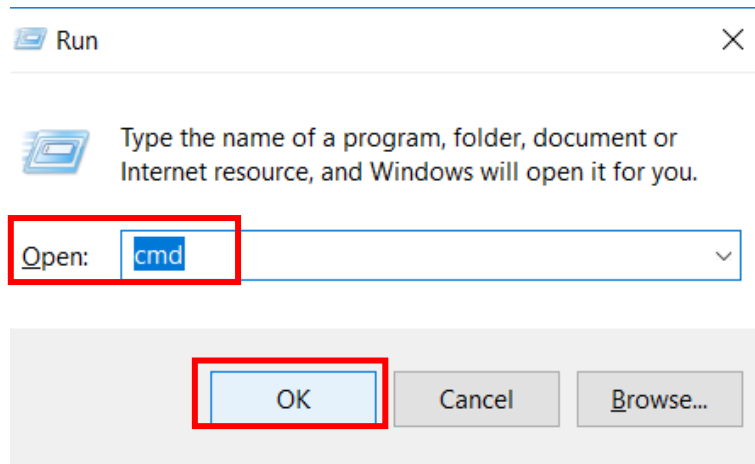 Run
Type the name of a program, folder, document or
Internet resource, and Windows will open it for you.
Open: cmd
OK Cancel Browse...